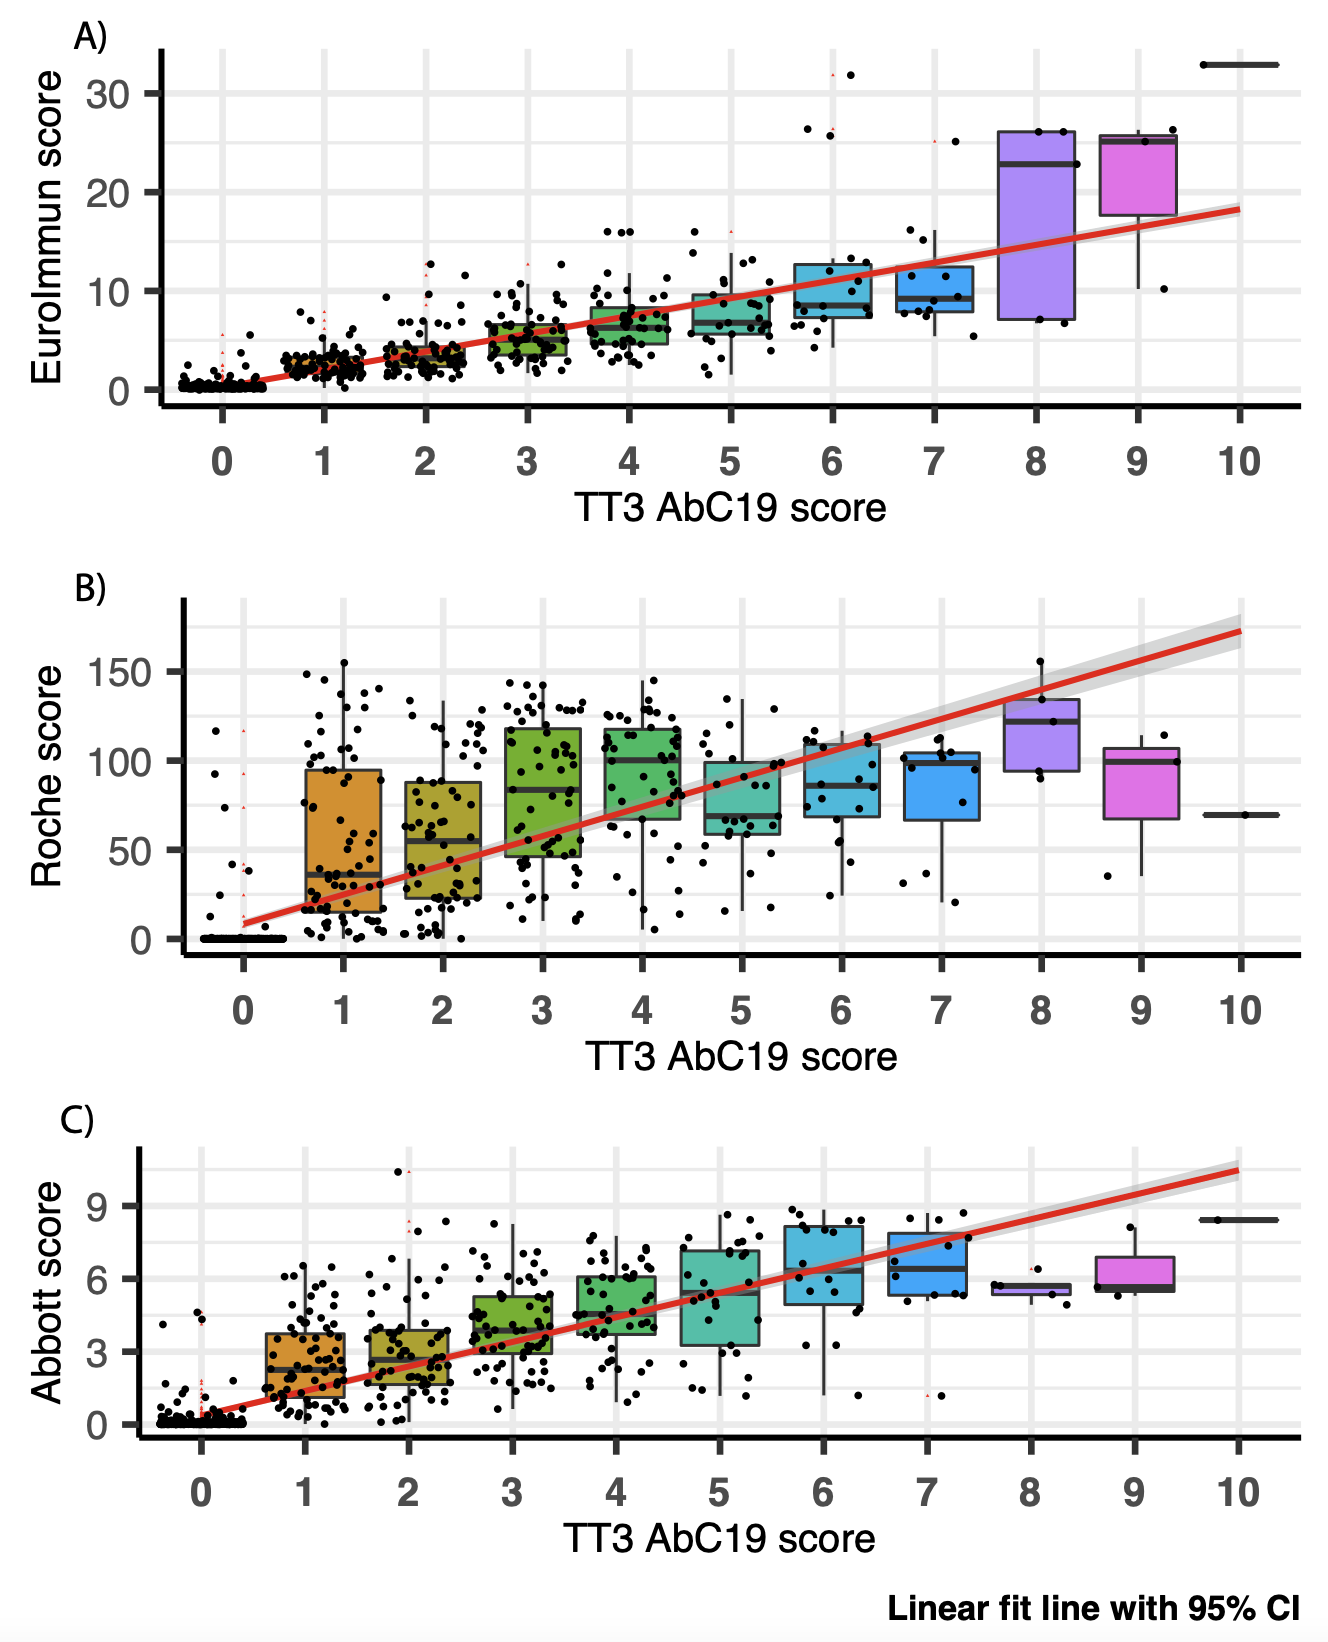 A)
EuroImmun score
30
20
10
0
0 1 2 3 4 5 6 7 8 9 10
TT3 AbC19 score
B)
Roche score
150
100
50
0
0 1 2 3 4 5 6 7 8 9 10
TT3 AbC19 score
C)
Abbott score
9
6
3
0
0 1 2 3 4 5 6 7 8 9 10
TT3 AbC19 score
Linear fit line with 95% CI